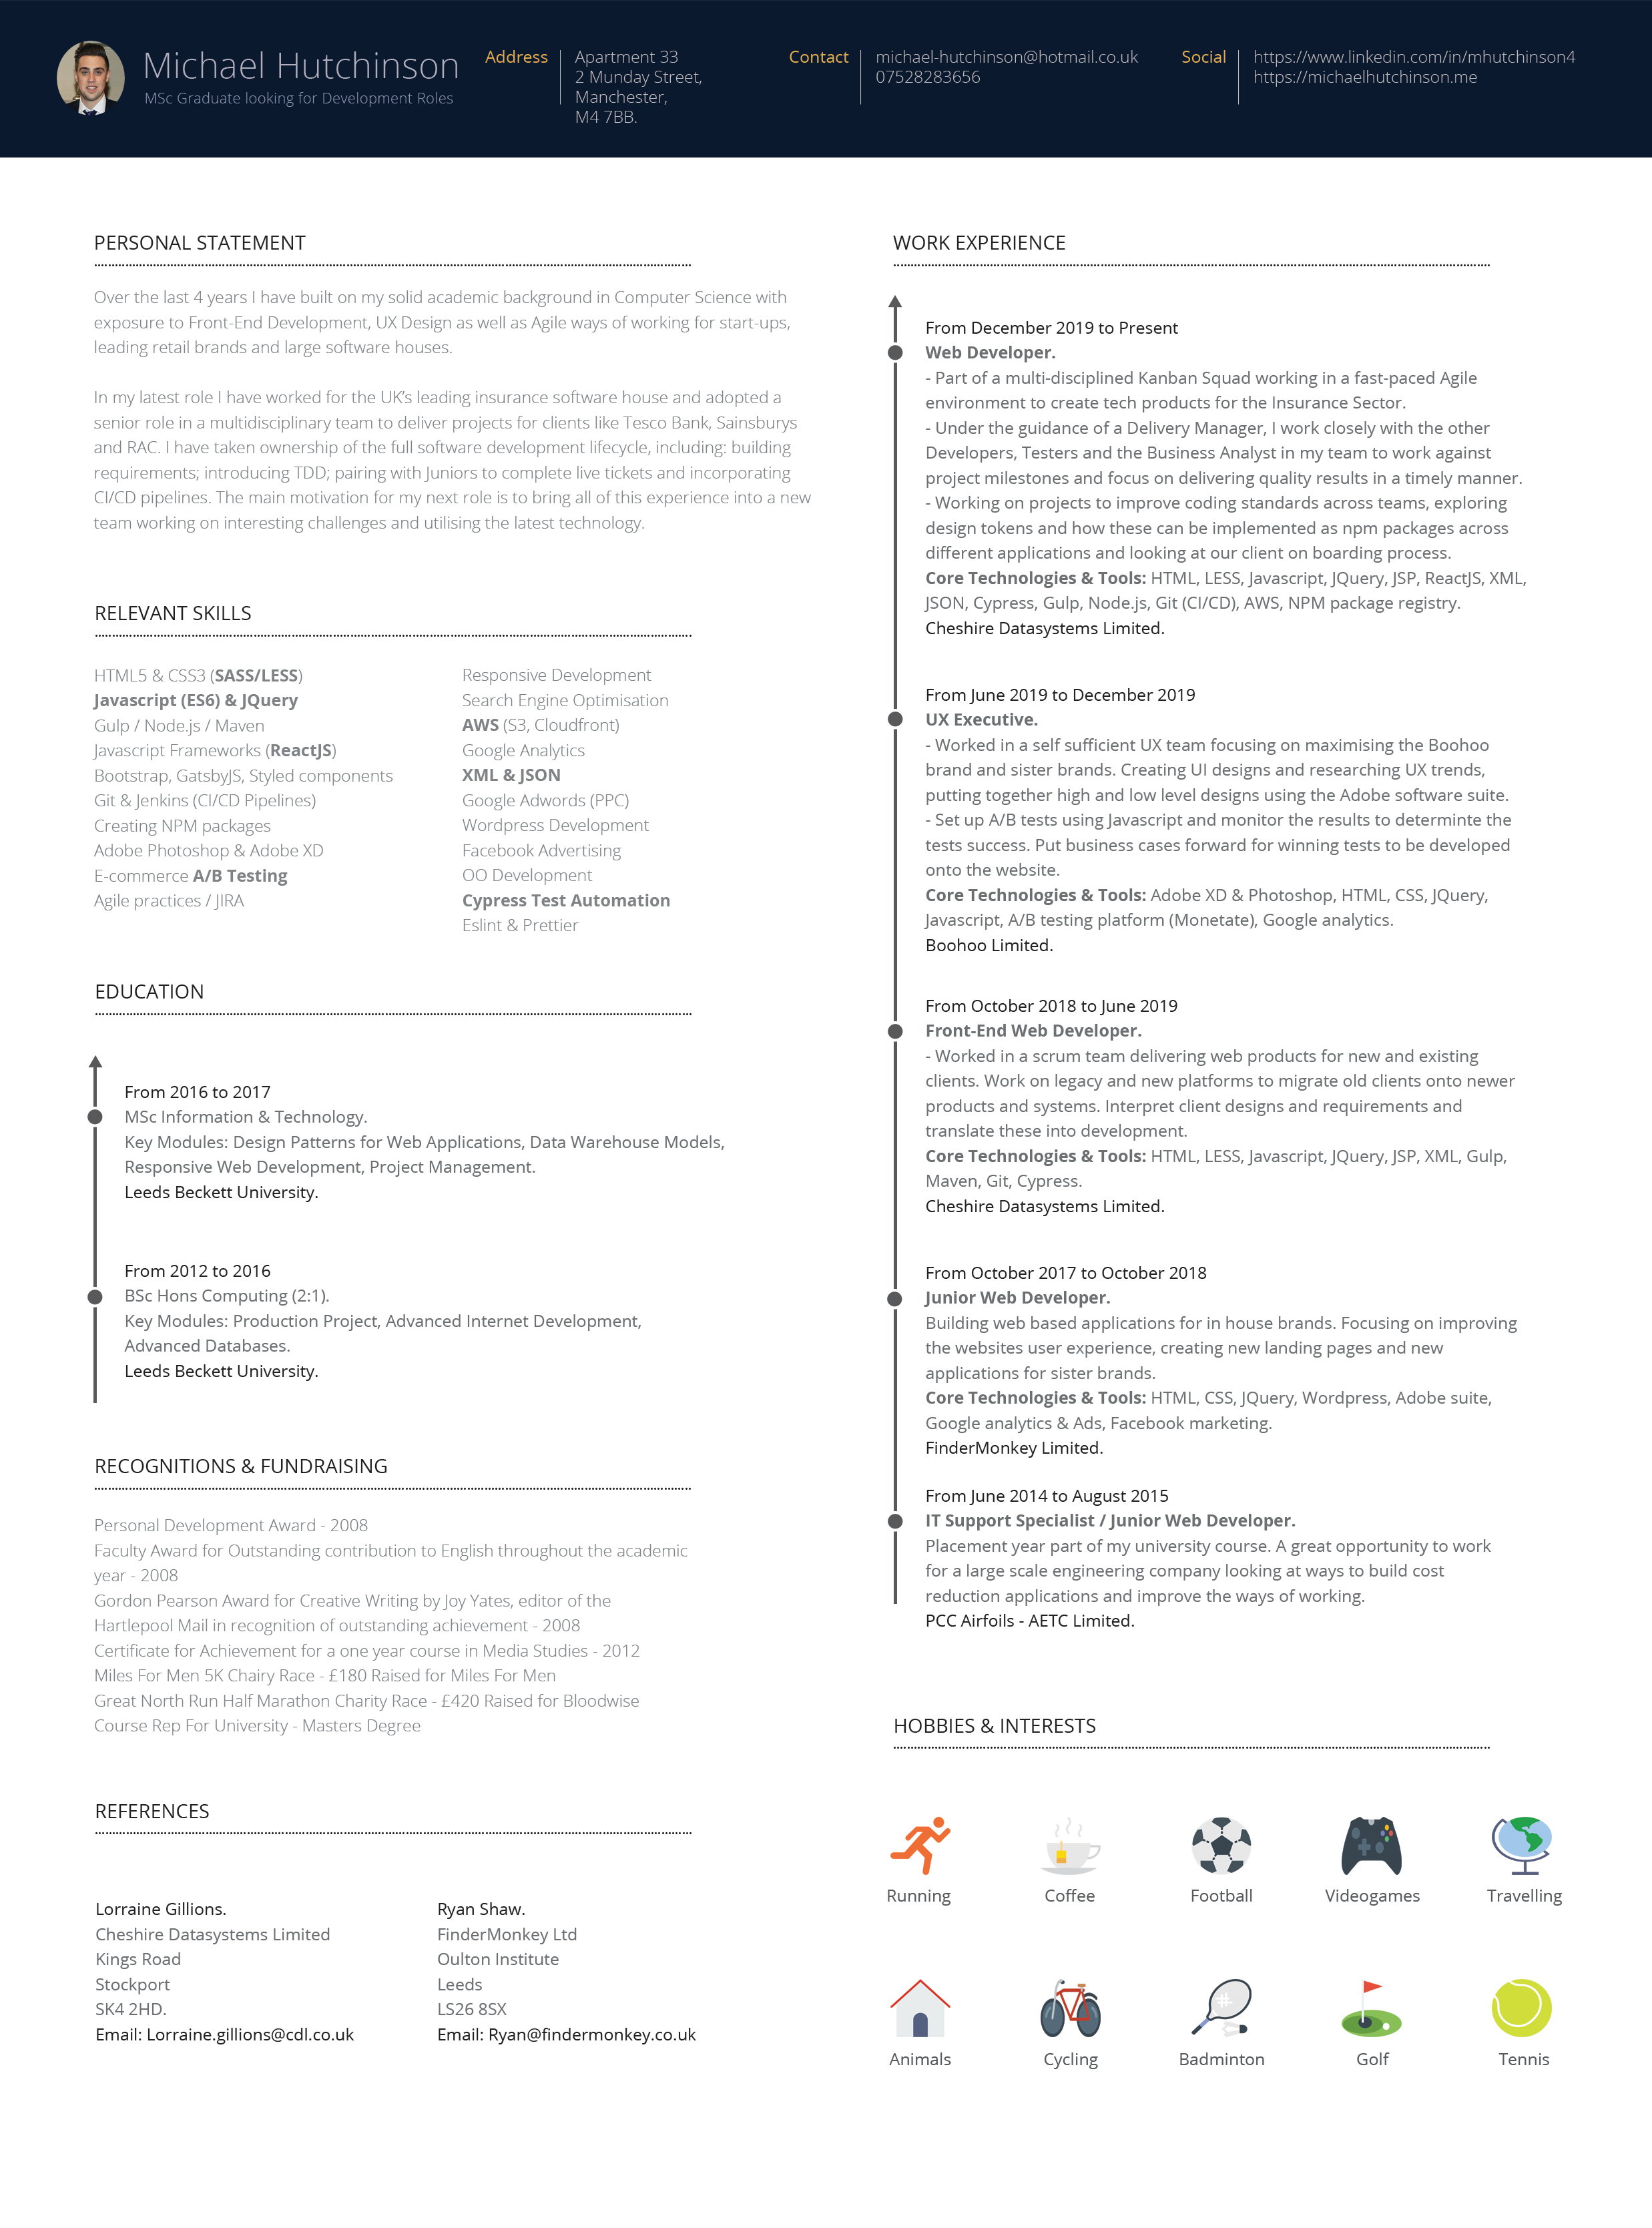 Michael Hutchinson
MSc Graduate looking for Development Roles
Address
Apartment 33
2 Munday Street,
Manchester,
M4 7BB.
Contact
michael-hutchinson@hotmail.co.uk
07528283656
Social
https://www.linkedin.com/in/mhutchinson4
https://michaelhutchinson.me
PERSONAL STATEMENT
Over the last 4 years I have built on my solid academic background in Computer Science with
exposure to Front-End Development, UX Design as well as Agile ways of working for start-ups,
leading retail brands and large software houses.
In my latest role I have worked for the UK's leading insurance software house and adopted a
senior role in a multidisciplinary team to deliver projects for clients like Tesco Bank, Sainsburys
and RAC. I have taken ownership of the full software development lifecycle, including: building
requirements; introducing TDD; pairing with Juniors to complete live tickets and incorporating
CI/CD pipelines. The main motivation for my next role is to bring all of this experience into a new
team working on interesting challenges and utilising the latest technology.
RELEVANT SKILLS
HTML5 & CSS3 (SASS/LESS)
Javascript (ES6) & JQuery
Gulp / Node.js / Maven
Javascript Frameworks (ReactJS)
Bootstrap, GatsbyJS, Styled components
Git & Jenkins (CI/CD Pipelines)
Creating NPM packages
Adobe Photoshop & Adobe XD
E-commerce A/B Testing
Agile practices / JIRA
Responsive Development
Search Engine Optimisation
AWS (S3, Cloudfront)
Google Analytics
XML & JSON
Google Adwords (PPC)
Wordpress Development
Facebook Advertising
OO Development
Cypress Test Automation
Eslint & Prettier
EDUCATION
From 2016 to 2017
MSc Information & Technology.
Key Modules: Design Patterns for Web Applications, Data Warehouse Models,
Responsive Web Development, Project Management.
Leeds Beckett University.
From 2012 to 2016
BSc Hons Computing (2:1).
Key Modules: Production Project, Advanced Internet Development,
Advanced Databases.
Leeds Beckett University.
RECOGNITIONS & FUNDRAISING
Personal Development Award - 2008
Faculty Award for Outstanding contribution to English throughout the academic
year - 2008
Gordon Pearson Award for Creative Writing by Joy Yates, editor of the
Hartlepool Mail in recognition of outstanding achievement - 2008
Certificate for Achievement for a one year course in Media Studies - 2012
Miles For Men 5K Chairy Race - £180 Raised for Miles For Men
Great North Run Half Marathon Charity Race - £420 Raised for Bloodwise
Course Rep For University - Masters Degree
REFERENCES
Lorraine Gillions.
Cheshire Datasystems Limited
Kings Road
Stockport
SK4 2HD.
Email: Lorraine.gillions@cdl.co.uk
Ryan Shaw.
FinderMonkey Ltd
Oulton Institute
Leeds
LS26 8SX
Email: Ryan@findermonkey.co.uk
WORK EXPERIENCE
From December 2019 to Present
Web Developer.
- Part of a multi-disciplined Kanban Squad working in a fast-paced Agile
environment to create tech products for the Insurance Sector.
- Under the guidance of a Delivery Manager, I work closely with the other
Developers, Testers and the Business Analyst in my team to work against
project milestones and focus on delivering quality results in a timely manner.
- Working on projects to improve coding standards across teams, exploring
design tokens and how these can be implemented as npm packages across
different applications and looking at our client on boarding process.
Core Technologies & Tools: HTML, LESS, Javascript, JQuery, JSP, ReactJS, XML,
JSON, Cypress, Gulp, Node.js, Git (CI/CD), AWS, NPM package registry.
Cheshire Datasystems Limited.
From June 2019 to December 2019
UX Executive.
- Worked in a self sufficient UX team focusing on maximising the Boohoo
brand and sister brands. Creating UI designs and researching UX trends,
putting together high and low level designs using the Adobe software suite.
- Set up A/B tests using Javascript and monitor the results to determinte the
tests success. Put business cases forward for winning tests to be developed
onto the website.
Core Technologies & Tools: Adobe XD & Photoshop, HTML, CSS, JQuery,
Javascript, A/B testing platform (Monetate), Google analytics.
Boohoo Limited.
From October 2018 to June 2019
Front-End Web Developer.
- Worked in a scrum team delivering web products for new and existing
clients. Work on legacy and new platforms to migrate old clients onto newer
products and systems. Interpret client designs and requirements and
translate these into development.
Core Technologies & Tools: HTML, LESS, Javascript, JQuery, JSP, XML, Gulp,
Maven, Git, Cypress.
Cheshire Datasystems Limited.
From October 2017 to October 2018
Junior Web Developer.
Building web based applications for in house brands. Focusing on improving
the websites user experience, creating new landing pages and new
applications for sister brands.
Core Technologies & Tools: HTML, CSS, JQuery, Wordpress, Adobe suite,
Google analytics & Ads, Facebook marketing.
FinderMonkey Limited.
From June 2014 to August 2015
IT Support Specialist / Junior Web Developer.
Placement year part of my university course. A great opportunity to work
for a large scale engineering company looking at ways to build cost
reduction applications and improve the ways of working.
PCC Airfoils - AETC Limited.
HOBBIES & INTERESTS
Running
Coffee
Football
Videogames
Travelling
Animals
Cycling
Badminton
Golf
Tennis